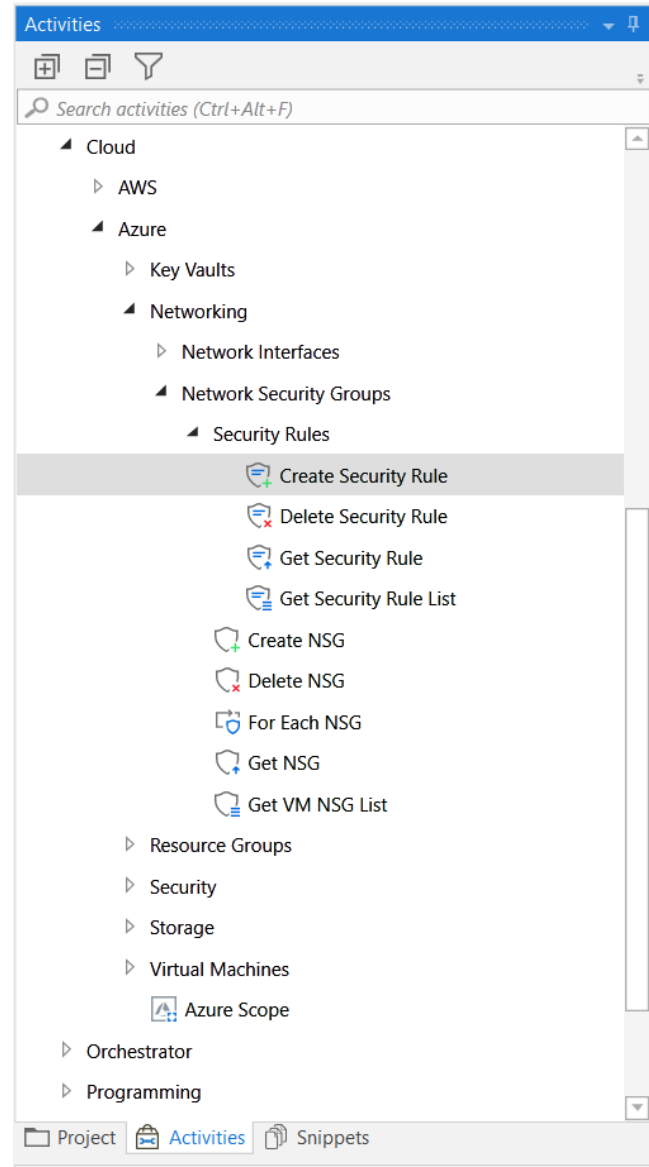 Activities
Search activities (Ctrl+Alt+F)
Cloud
AWS
Azure
Key Vaults
Networking
Network Interfaces
Network Security Groups
Security Rules
Create Security Rule
Delete Security Rule
Get Security Rule
Get Security Rule List
Create NSG
Delete NSG
For Each NSG
Get NSG
Get VM NSG List
Resource Groups
Security
Storage
Virtual Machines
Azure Scope
Orchestrator
Programming
Project Activities Snippets